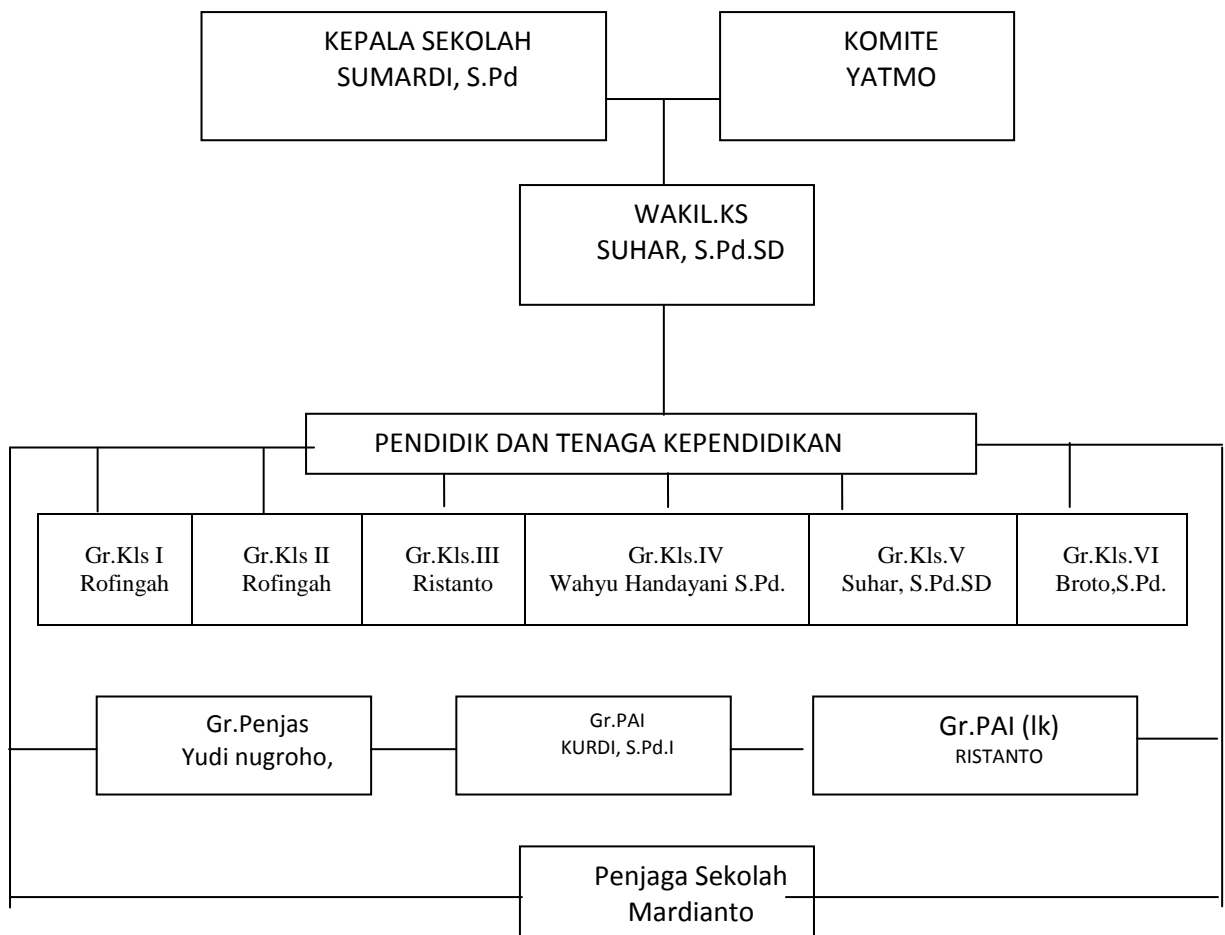 KEPALA SEKOLAH
SUMARDI, S.Pd
KOMITE
YATMO
WAKIL.KS
SUHAR, S.Pd.SD
PENDIDIK DAN TENAGA KEPENDIDIKAN
Gr.Kls I
Rofingah
Gr.Kls II
Rofingah
Gr.Kls.III
Ristanto
Gr.Kls.IV
Wahyu Handayani S.Pd.
Gr.Kls.V
Suhar, S.Pd.SD
Gr.Kls.VI
Broto,S.Pd.
Gr.Penjas
Yudi nugroho,
Gr.PAI
KURDI, S.Pd.I
Gr.PAI (lk)
RISTANTO
Penjaga Sekolah
Mardianto